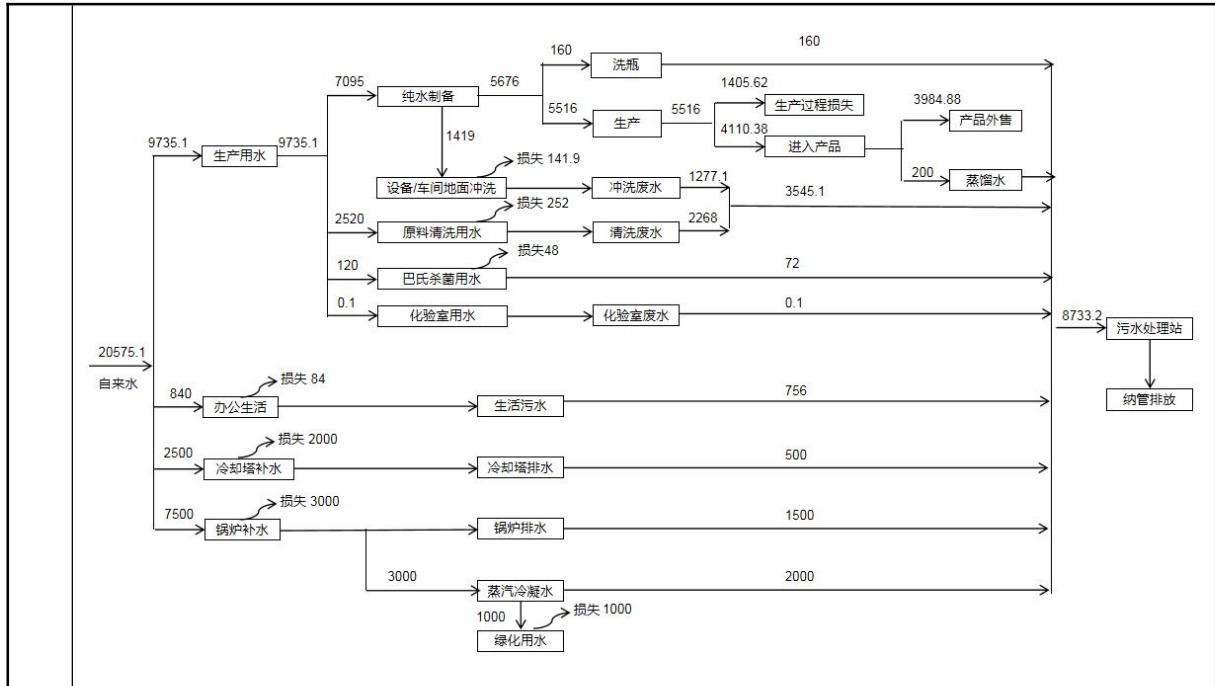 160
160
洗瓶
7095
5676
1405.62
纯水制备
生产过程损失
3984.88
5516
5516
4110.38
产品外售
9735.1
9735.1
1419
生产
进入产品
生产用水
损失 141.9
200
蒸馏水
设备/车间地面冲洗
冲洗废水
1277.1
3545.1
2520
损失 252
2268
原料清洗用水
清洗废水
120
损失48
72
巴氏杀菌用水
0.1
0.1
化验室用水
化验室废水
8733.2
污水处理站
20575.1
自来水
840
损失 84
756
办公生活
生活污水
纳管排放
2500
损失 2000
500
冷却塔补水
冷却塔排水
7500
损失 3000
1500
锅炉补水
锅炉排水
3000
2000
蒸汽冷凝水
1000
损失 1000
绿化用水